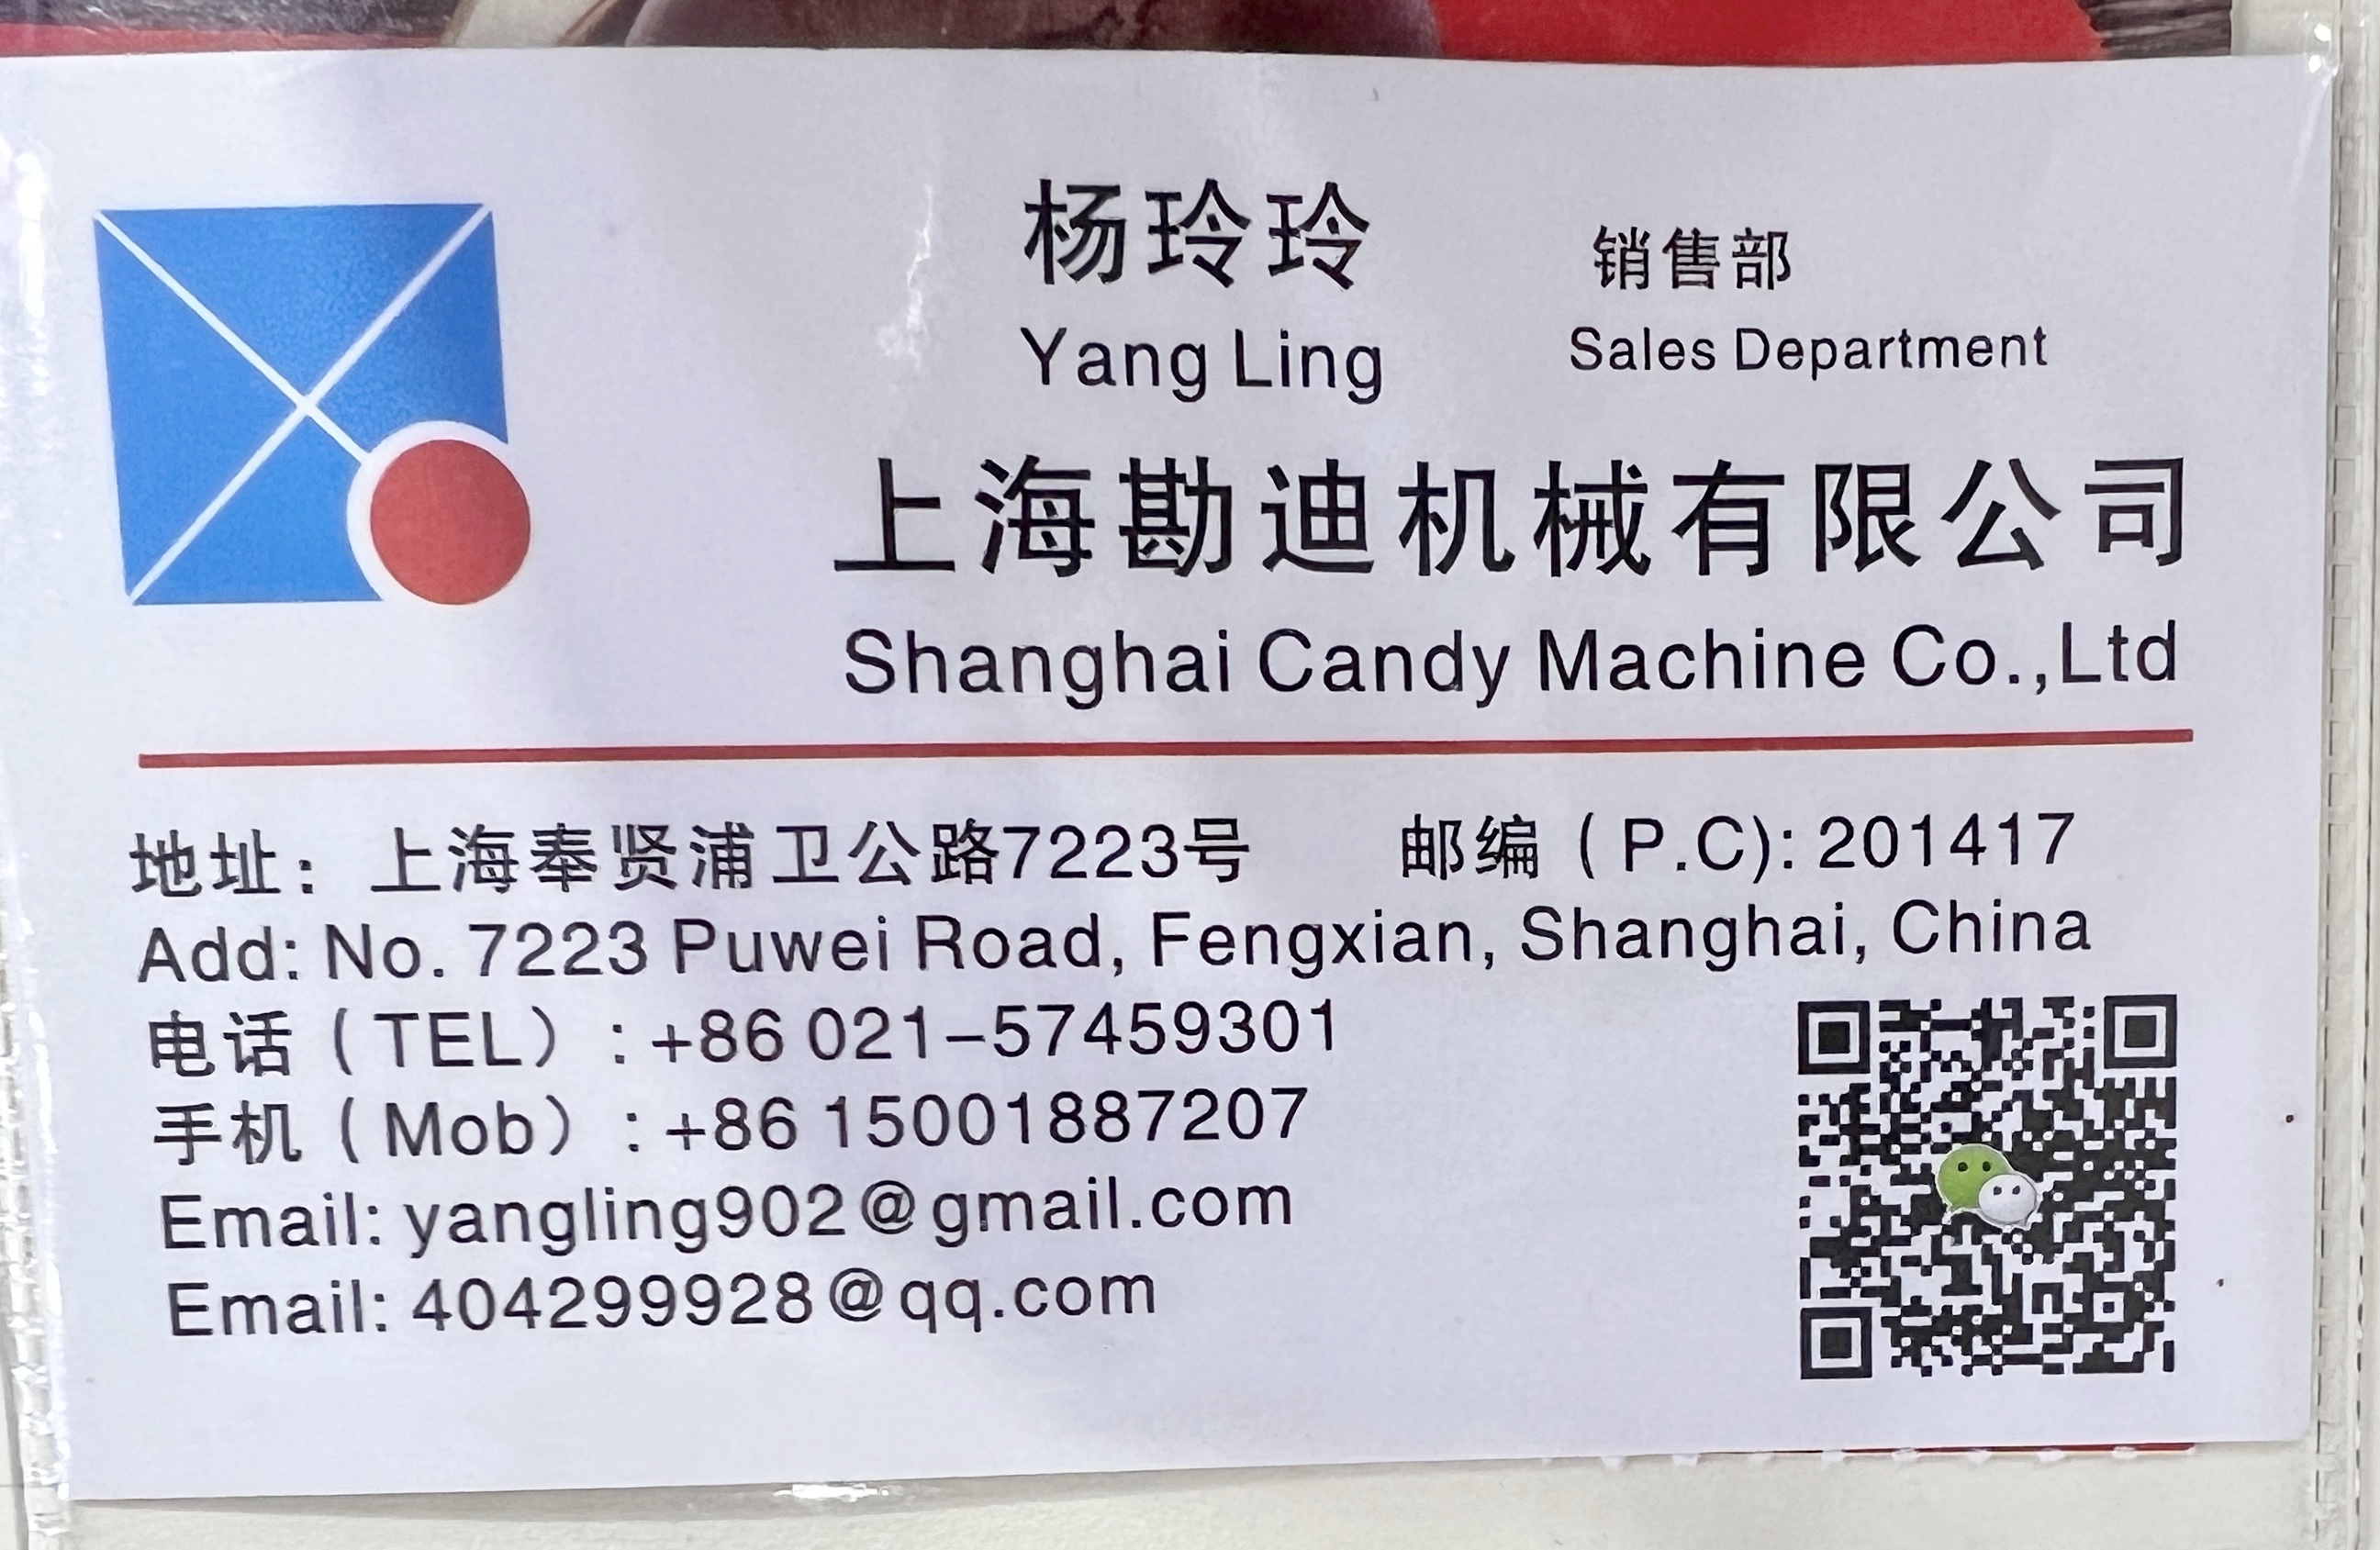 杨玲玲 销售部
Yang Ling Sales Department
上海勘迪机械有限公司
Shanghai Candy Machine Co.,Ltd
地址：上海奉贤浦卫公路7223号 邮编（P.C): 201417
Add: No. 7223 Puwei Road, Fengxian, Shanghai, China
电话（TEL）: +86 021-57459301
手机（Mob）: +86 15001887207
Email: yangling902@gmail.com
Email: 404299928@qq.com